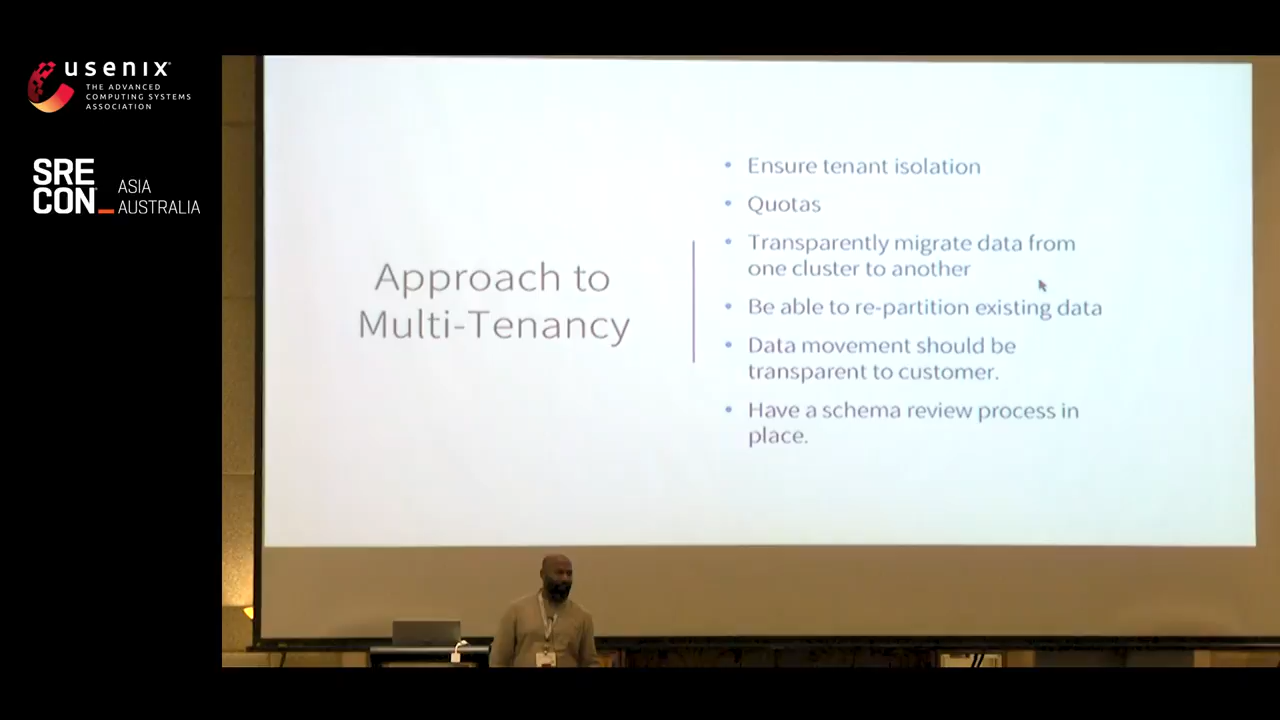 usenix
THE ADVANCED
COMPUTING SYSTEMS
ASSOCIATION
SRE
CON
ASIA
AUSTRALIA
Approach to
Multi-Tenancy
• Ensure tenant isolation
• Quotas
• Transparently migrate data from
one cluster to another
• Be able to re-partition existing data
• Data movement should be
transparent to customer.
• Have a schema review process in
place.